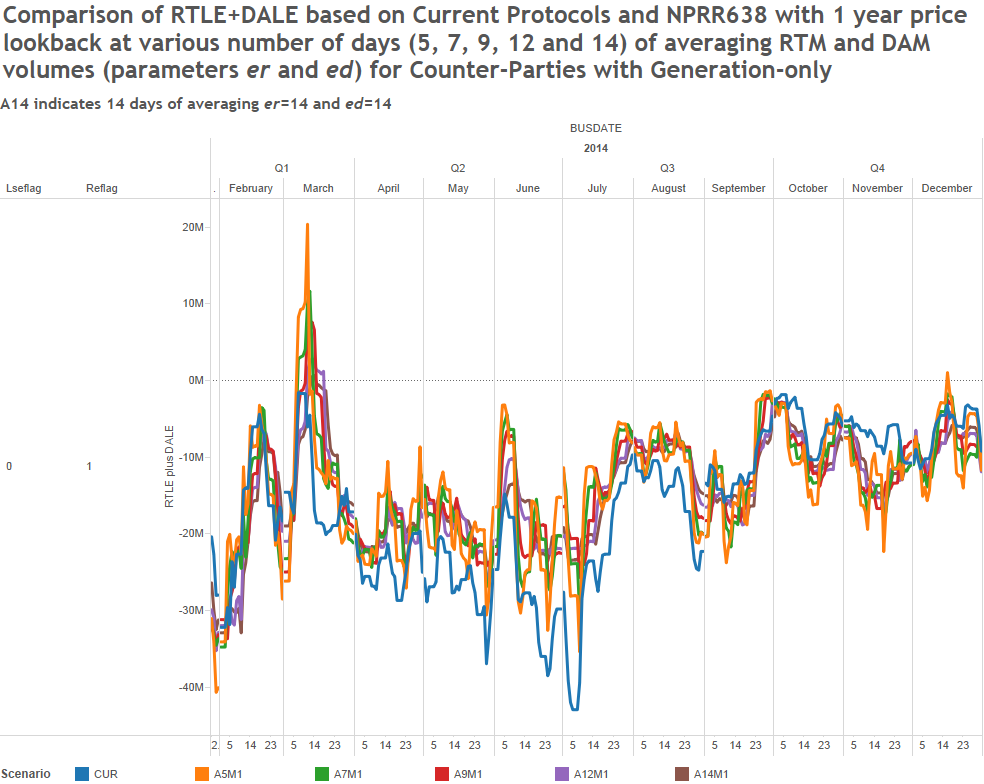 Comparison of RTLE+DALE based on Current Protocols and NPRR638 with 1 year price
lookback at various number of days (5, 7, 9, 12 and 14) of averaging RTM and DAM
volumes (parameters er and ed) for Counter-Parties with Generation-only
A14 indicates 14 days of averaging er=14 and ed=14
BUSDATE
2014
Q1 Q2 Q3 Q4
Lseflag Reflag . February March April May June July August September October November December
20M
10M
0M
-10M
-20M
-30M
-40M
RTLE plus DALE
0 1
2. 5 14 23 5 14 23 5 14 23 5 14 23 5 14 23 5 14 23 5 14 23 5 14 23 5 14 23 5 14 23 5 14 23
Scenario CUR A5M1 A7M1 A9M1 A12M1 A14M1